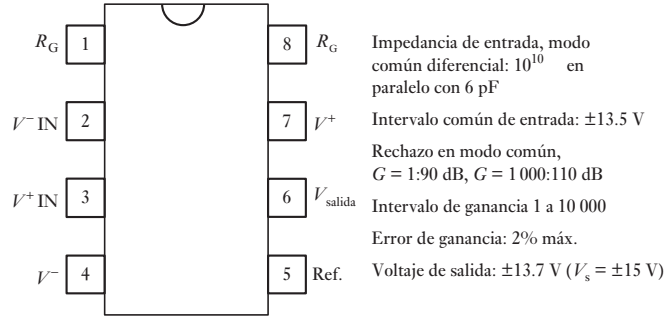 R_G 1 8 R_G
V⁻ IN 2 7 V⁺
V⁺ IN 3 6 V_salida
V⁻ 4 5 Ref.
Impedancia de entrada, modo
común diferencial: 10¹⁰ en
paralelo con 6 pF
Intervalo común de entrada: ±13.5 V
Rechazo en modo común,
G = 1:90 dB, G = 1 000:110 dB
Intervalo de ganancia 1 a 10 000
Error de ganancia: 2% máx.
Voltaje de salida: ±13.7 V (V_s = ±15 V)